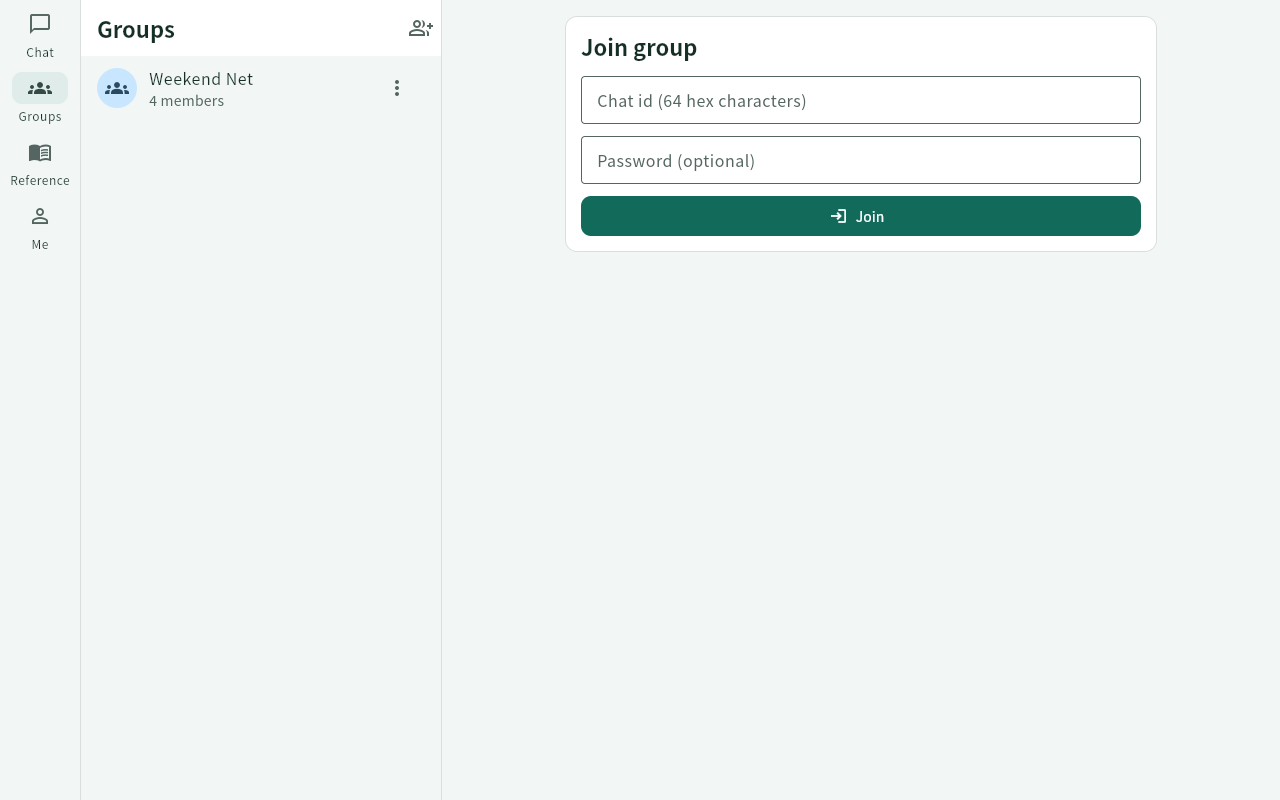 Chat
Groups
Reference
Me
Groups
Weekend Net
4 members
Join group
Chat id (64 hex characters)
Password (optional)
Join